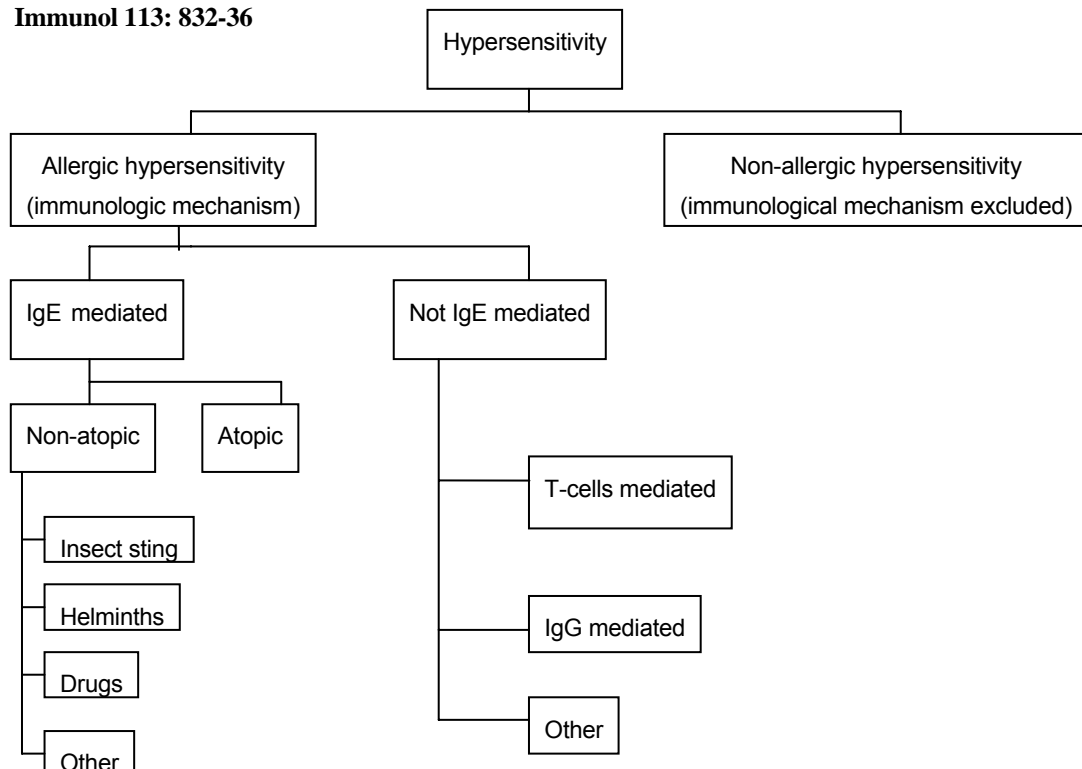 Immunol 113: 832-36
Hypersensitivity
Allergic hypersensitivity
(immunologic mechanism)
Non-allergic hypersensitivity
(immunological mechanism excluded)
IgE mediated
Not IgE mediated
Non-atopic
Atopic
T-cells mediated
Insect sting
Helminths
IgG mediated
Drugs
Other
Other